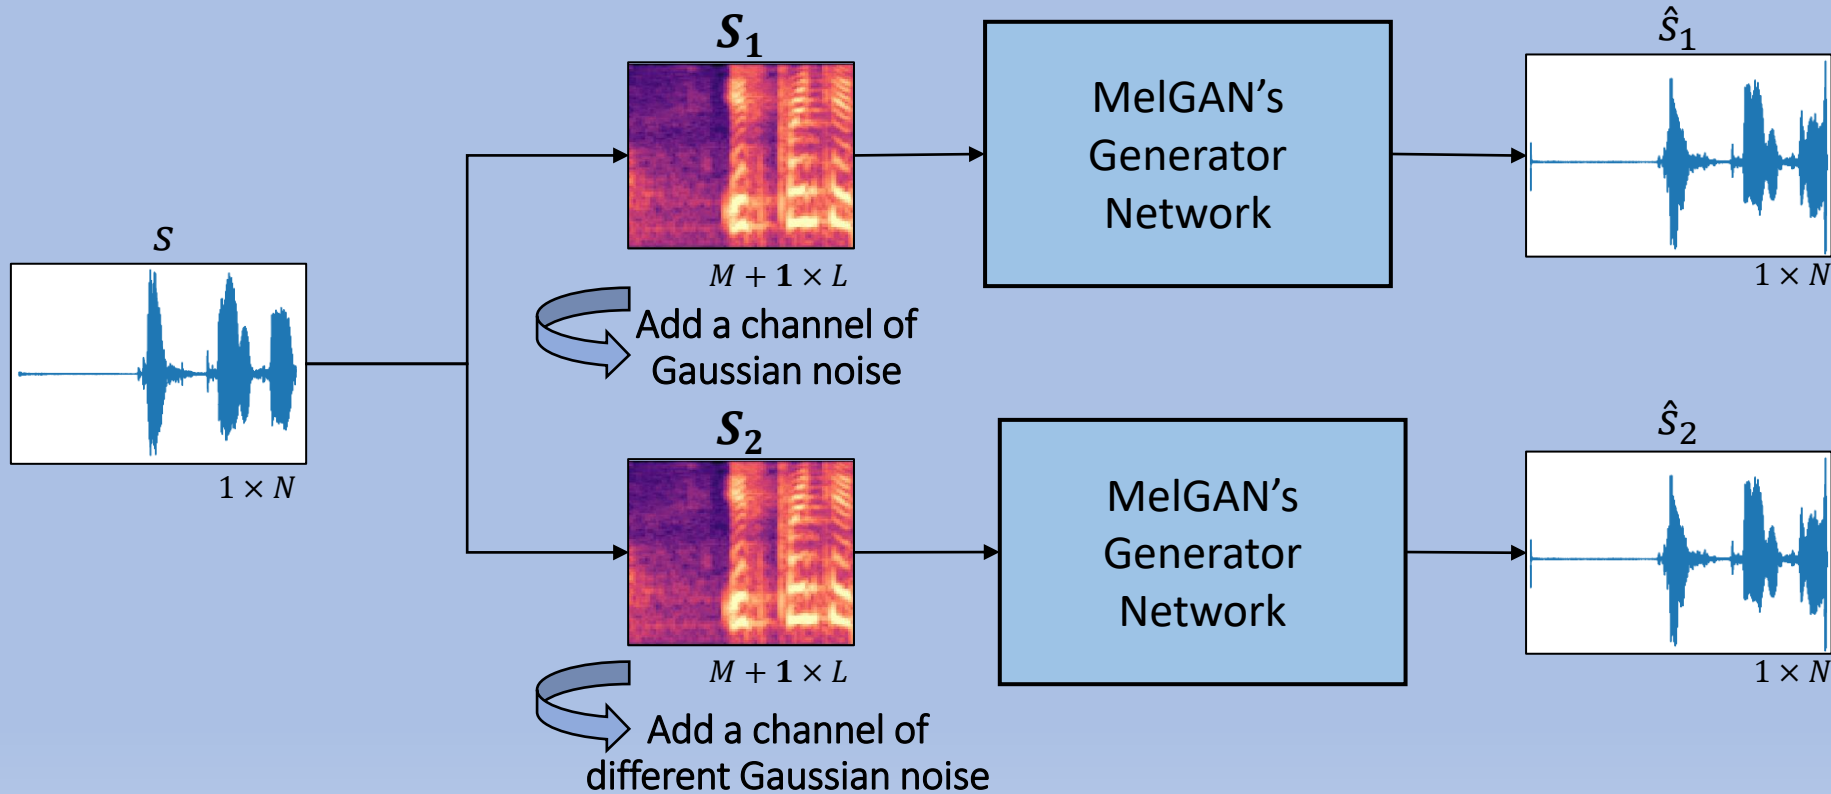 s
1 × N
S₁
M + 1 × L
Add a channel of
Gaussian noise
MelGAN’s
Generator
Network
ŝ₁
1 × N
S₂
M + 1 × L
Add a channel of
different Gaussian noise
MelGAN’s
Generator
Network
ŝ₂
1 × N